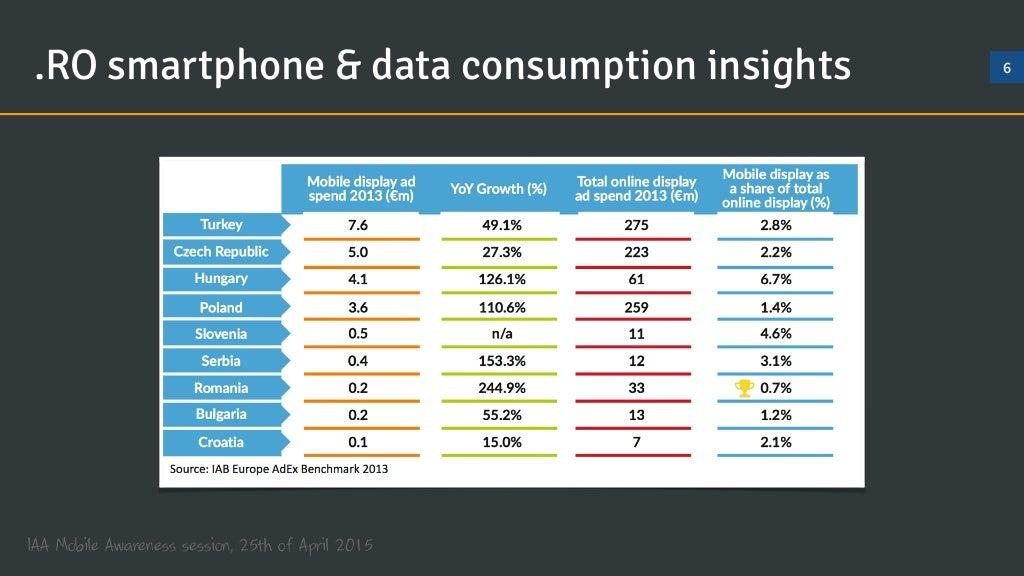 .RO smartphone & data consumption insights
6
Mobile display ad spend 2013 (€m) YoY Growth (%) Total online display ad spend 2013 (€m) Mobile display as a share of total online display (%)
Turkey 7.6 49.1% 275 2.8%
Czech Republic 5.0 27.3% 223 2.2%
Hungary 4.1 126.1% 61 6.7%
Poland 3.6 110.6% 259 1.4%
Slovenia 0.5 n/a 11 4.6%
Serbia 0.4 153.3% 12 3.1%
Romania 0.2 244.9% 33 0.7%
Bulgaria 0.2 55.2% 13 1.2%
Croatia 0.1 15.0% 7 2.1%
Source: IAB Europe AdEx Benchmark 2013
IAA Mobile Awareness session, 25th of April 2015